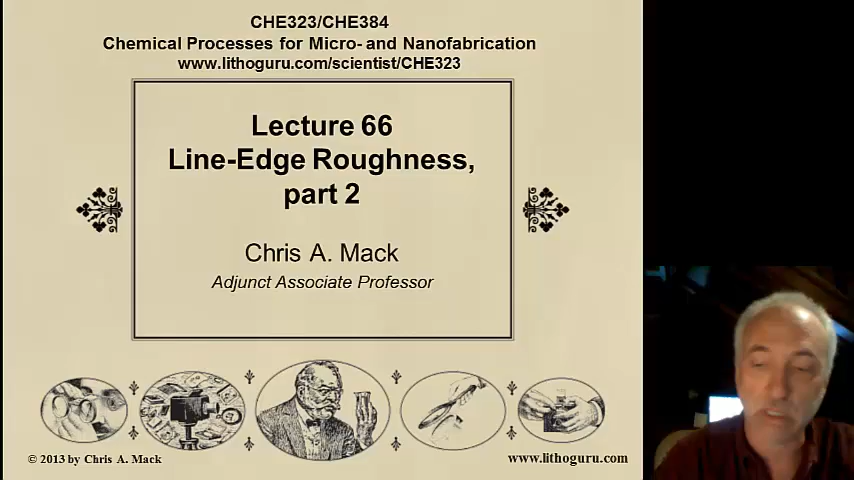 CHE323/CHE384
Chemical Processes for Micro- and Nanofabrication
www.lithoguru.com/scientist/CHE323
Lecture 66
Line-Edge Roughness,
part 2
Chris A. Mack
Adjunct Associate Professor
© 2013 by Chris A. Mack
www.lithoguru.com